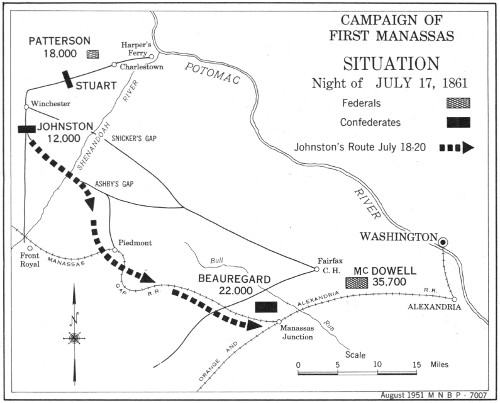 CAMPAIGN OF
FIRST MANASSAS
SITUATION
Night of JULY 17, 1861
Federals
Confederates
Johnston's Route July 18-20
PATTERSON
18,000
Harper's
Ferry
Charlestown
STUART
POTOMAC
RIVER
Winchester
JOHNSTON
12,000
SHENANDOAH
RIVER
SNICKER'S GAP
ASHBY'S GAP
Front
Royal
MANASSAS
GAP
R.R.
Piedmont
Bull
Run
Fairfax
C. H.
WASHINGTON
MC DOWELL
35,700
BEAUREGARD
22,000
ORANGE AND
ALEXANDRIA
R.R.
ALEXANDRIA
Manassas
Junction
N
Scale
0 5 10 15 Miles
August 1951 M N B P - 7007